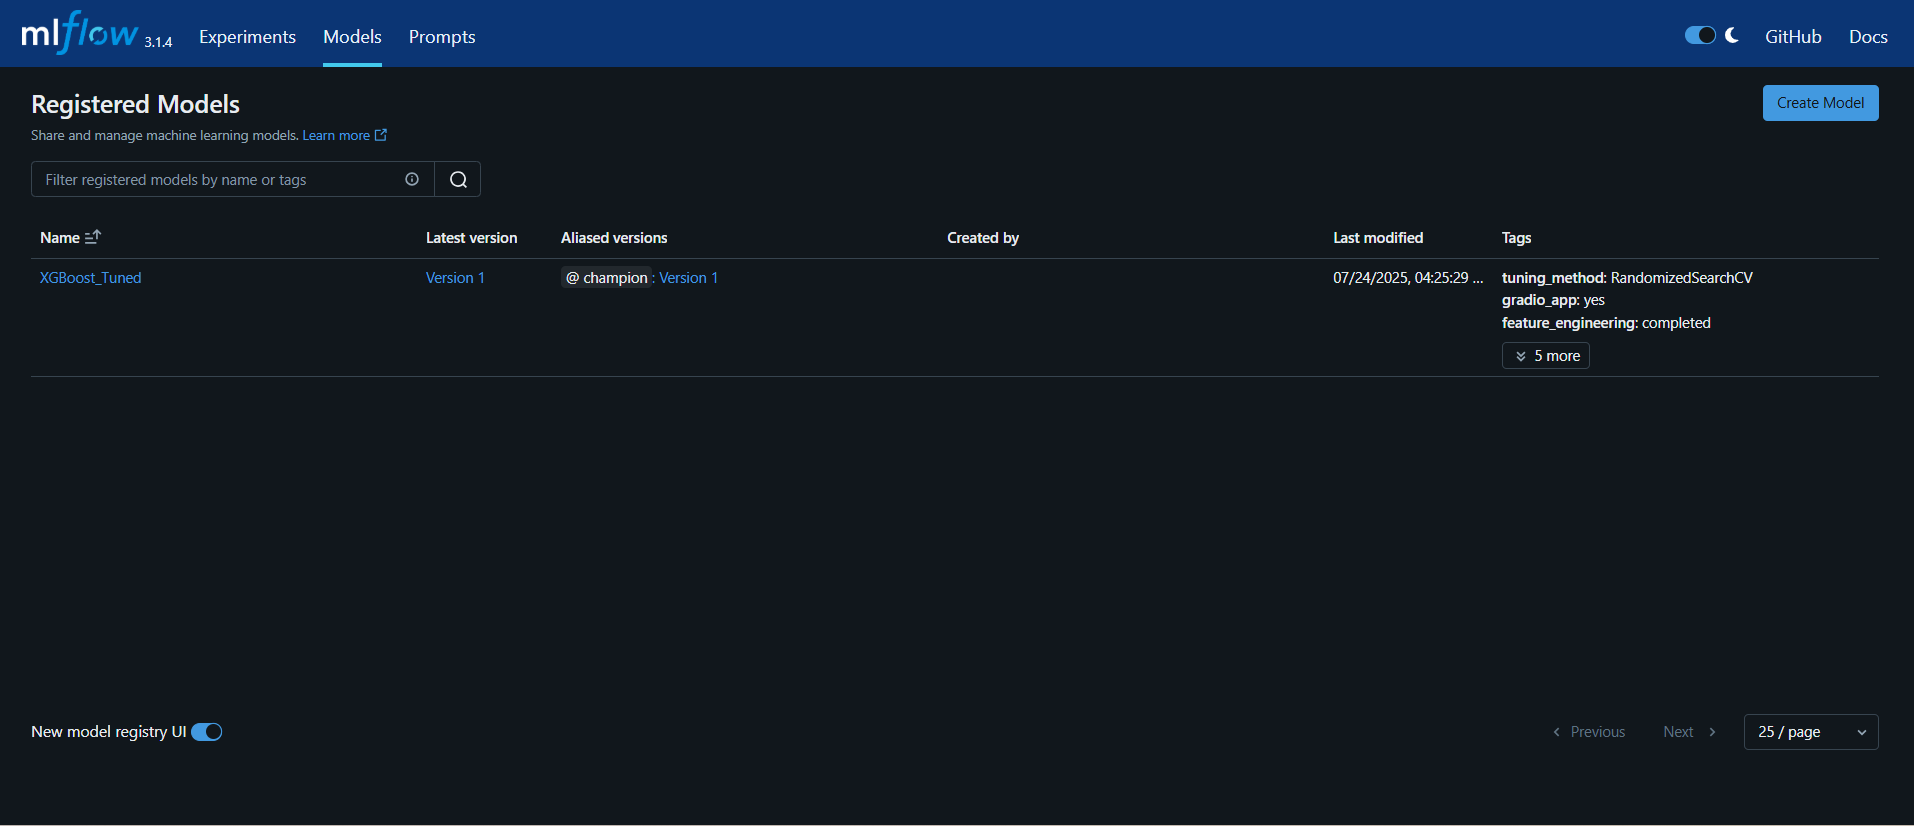 mlflow 3.1.4 Experiments Models Prompts GitHub Docs
Registered Models
Create Model
Share and manage machine learning models. Learn more
Filter registered models by name or tags
Name Latest version Aliased versions Created by Last modified Tags
XGBoost_Tuned Version 1 @ champion : Version 1 07/24/2025, 04:25:29 ... tuning_method: RandomizedSearchCV
gradio_app: yes
feature_engineering: completed
5 more
New model registry UI Previous Next 25 / page